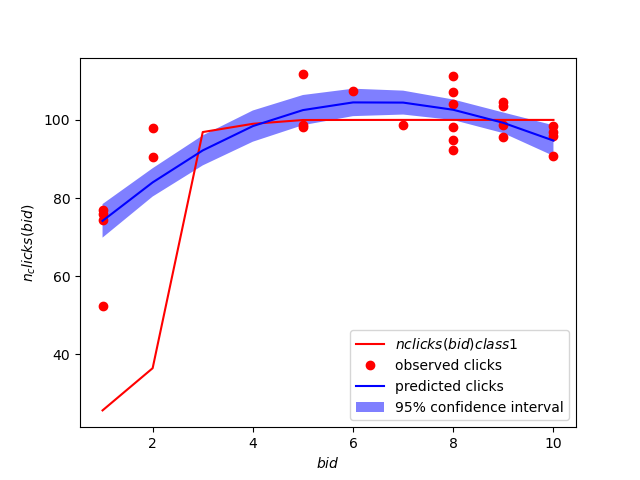 100
80
60
40
n_clicks(bid)
2
4
6
8
10
bid
nclicks(bid)class1
observed clicks
predicted clicks
95% confidence interval